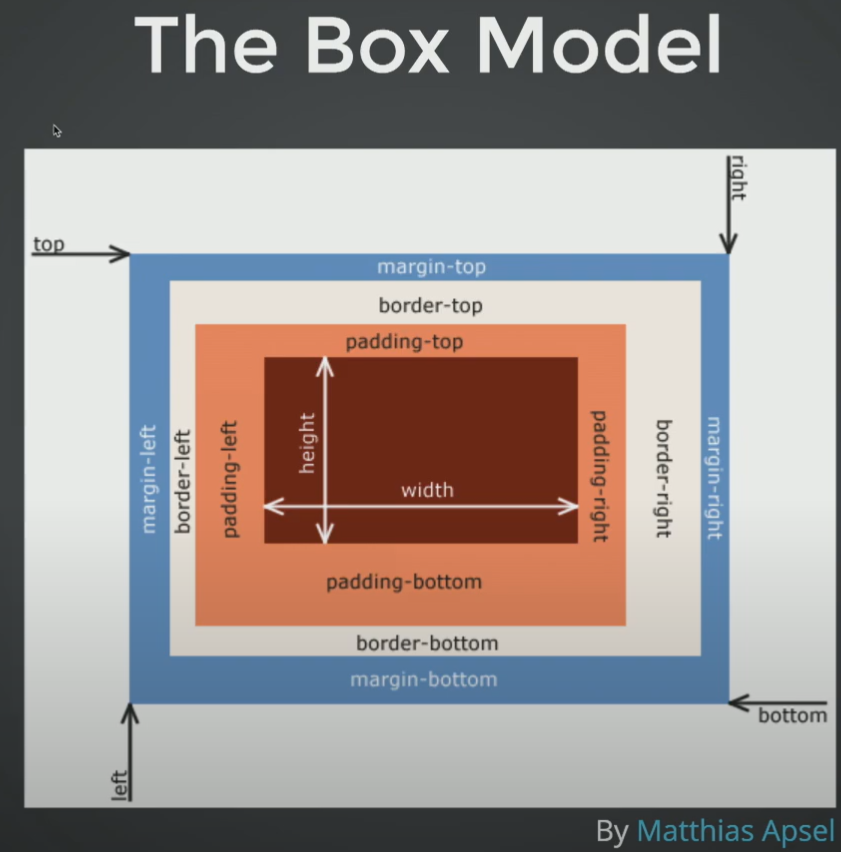 The Box Model
right
top
margin-top
border-top
padding-top
margin-left
border-left
padding-left
height
width
padding-right
border-right
margin-right
padding-bottom
border-bottom
margin-bottom
bottom
left
By Matthias Apsel